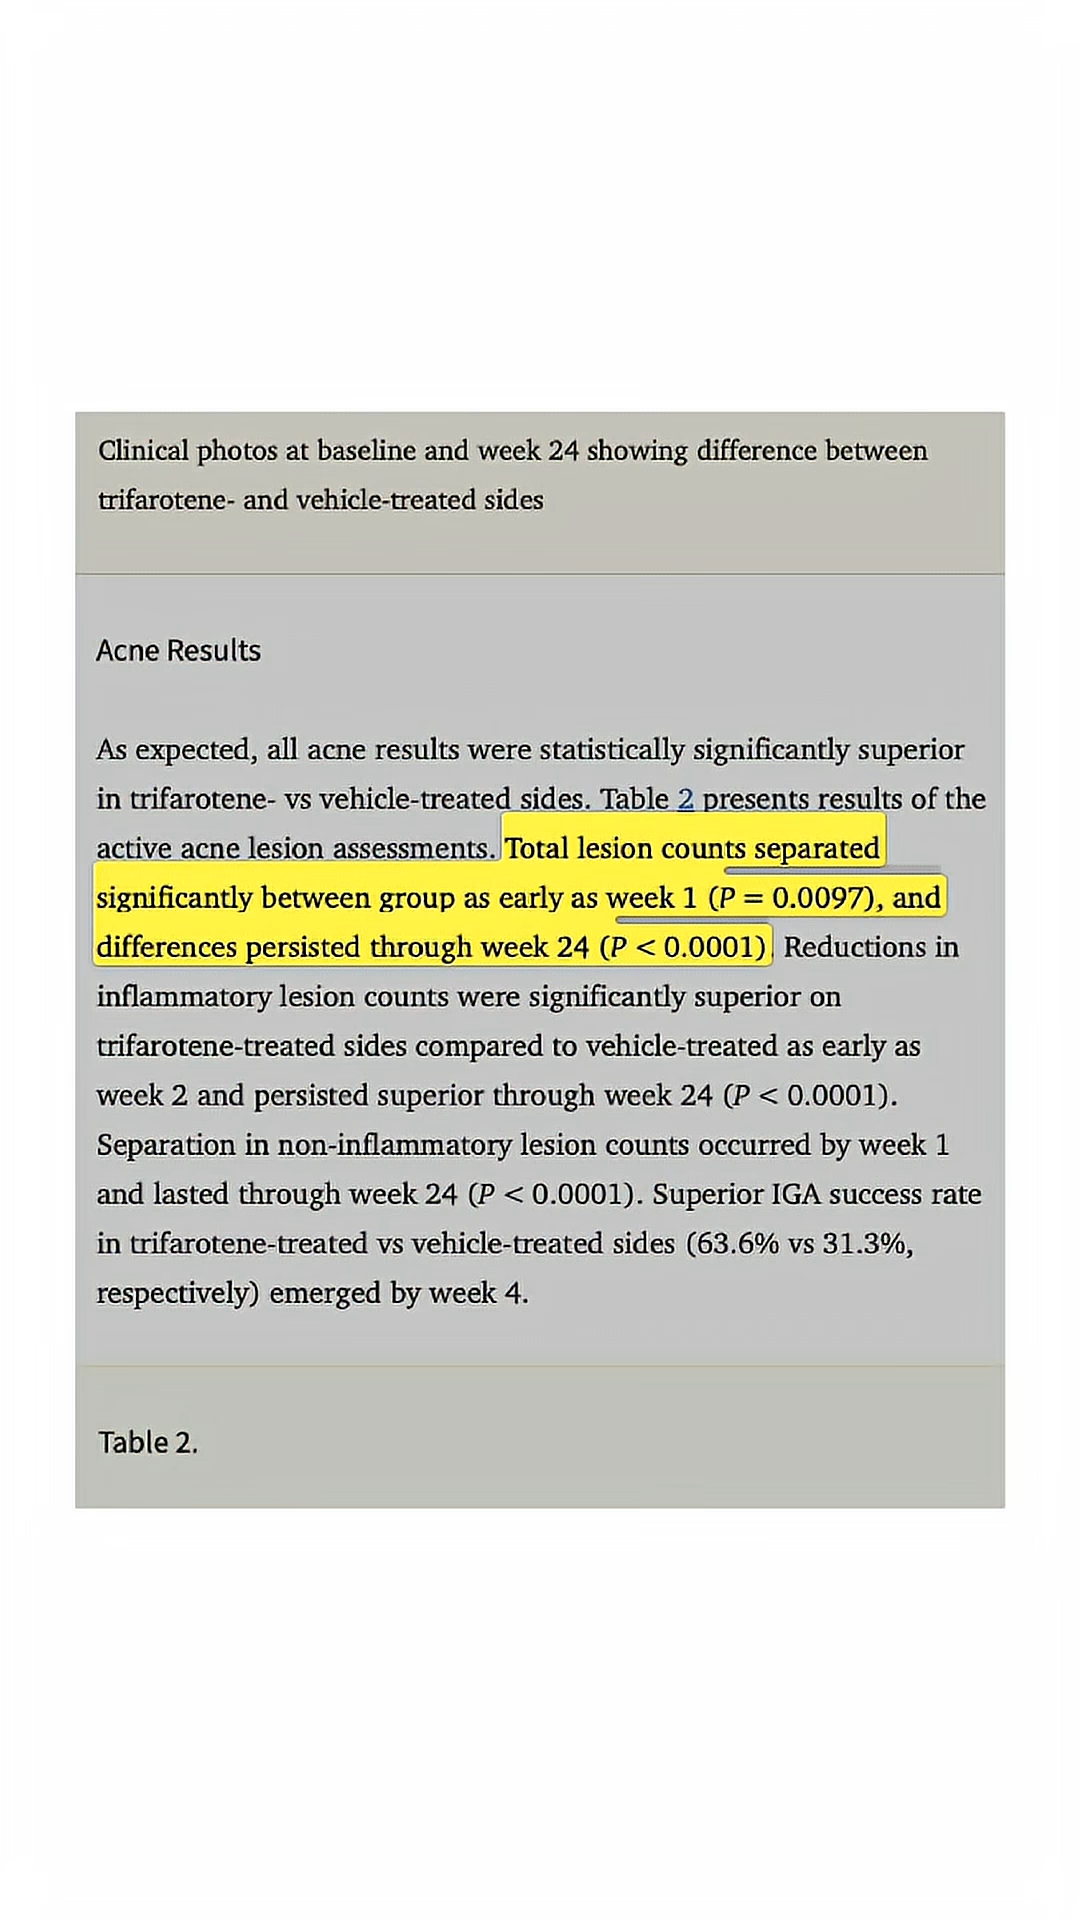 Clinical photos at baseline and week 24 showing difference between
trifarotene- and vehicle-treated sides
Acne Results
As expected, all acne results were statistically significantly superior
in trifarotene- vs vehicle-treated sides. Table 2 presents results of the
active acne lesion assessments. Total lesion counts separated
significantly between group as early as week 1 (P = 0.0097), and
differences persisted through week 24 (P < 0.0001). Reductions in
inflammatory lesion counts were significantly superior on
trifarotene-treated sides compared to vehicle-treated as early as
week 2 and persisted superior through week 24 (P < 0.0001).
Separation in non-inflammatory lesion counts occurred by week 1
and lasted through week 24 (P < 0.0001). Superior IGA success rate
in trifarotene-treated vs vehicle-treated sides (63.6% vs 31.3%,
respectively) emerged by week 4.
Table 2.